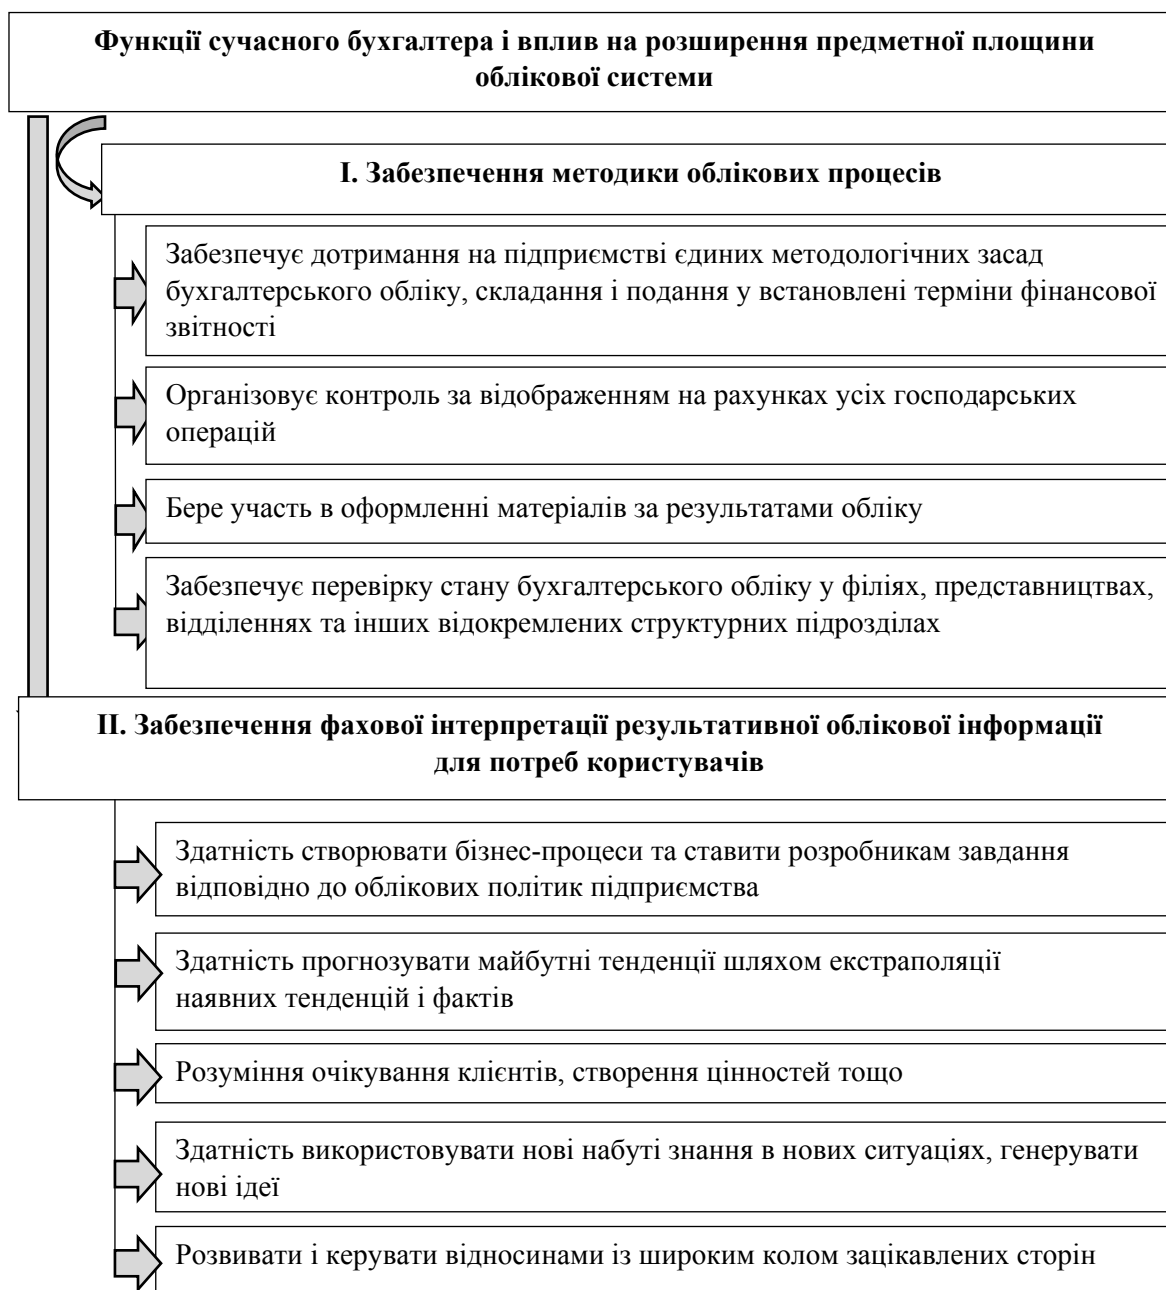 Функції сучасного бухгалтера і вплив на розширення предметної площини
облікової системи
І. Забезпечення методики облікових процесів
Забезпечує дотримання на підприємстві єдиних методологічних засад
бухгалтерського обліку, складання і подання у встановлені терміни фінансової
звітності
Організовує контроль за відображенням на рахунках усіх господарських
операцій
Бере участь в оформленні матеріалів за результатами обліку
Забезпечує перевірку стану бухгалтерського обліку у філіях, представництвах,
відділеннях та інших відокремлених структурних підрозділах
ІІ. Забезпечення фахової інтерпретації результативної облікової інформації
для потреб користувачів
Здатність створювати бізнес-процеси та ставити розробникам завдання
відповідно до облікових політик підприємства
Здатність прогнозувати майбутні тенденції шляхом екстраполяції
наявних тенденцій і фактів
Розуміння очікування клієнтів, створення цінностей тощо
Здатність використовувати нові набуті знання в нових ситуаціях, генерувати
нові ідеї
Розвивати і керувати відносинами із широким колом зацікавлених сторін